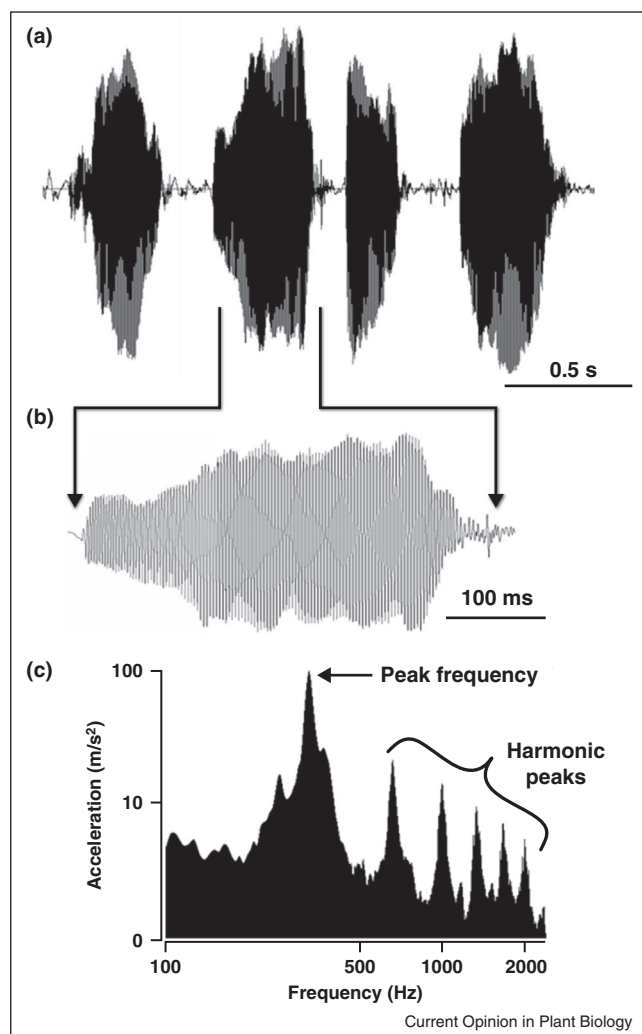 (a)
0.5 s
(b)
100 ms
(c)
100
Peak frequency
Harmonic
peaks
Acceleration (m/s²)
10
0
100
500
1000
2000
Frequency (Hz)
Current Opinion in Plant Biology